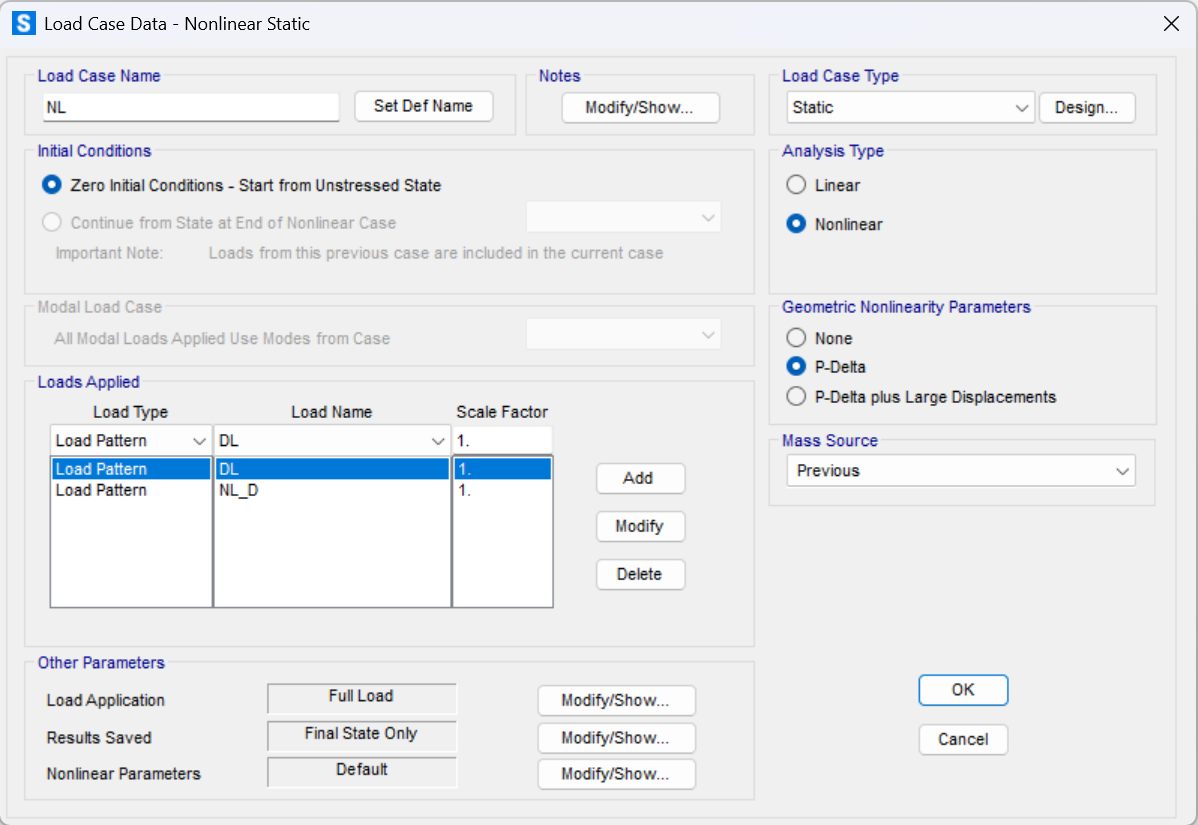 S Load Case Data - Nonlinear Static
Load Case Name
NL
Set Def Name
Notes
Modify/Show...
Load Case Type
Static
Design...
Initial Conditions
Zero Initial Conditions - Start from Unstressed State
Continue from State at End of Nonlinear Case
Important Note: Loads from this previous case are included in the current case
Analysis Type
Linear
Nonlinear
Modal Load Case
All Modal Loads Applied Use Modes from Case
Geometric Nonlinearity Parameters
None
P-Delta
P-Delta plus Large Displacements
Loads Applied
Load Type Load Name Scale Factor
Load Pattern DL 1.
Load Pattern DL 1.
Load Pattern NL_D 1.
Add
Modify
Delete
Mass Source
Previous
Other Parameters
Load Application Full Load Modify/Show...
Results Saved Final State Only Modify/Show...
Nonlinear Parameters Default Modify/Show...
OK
Cancel